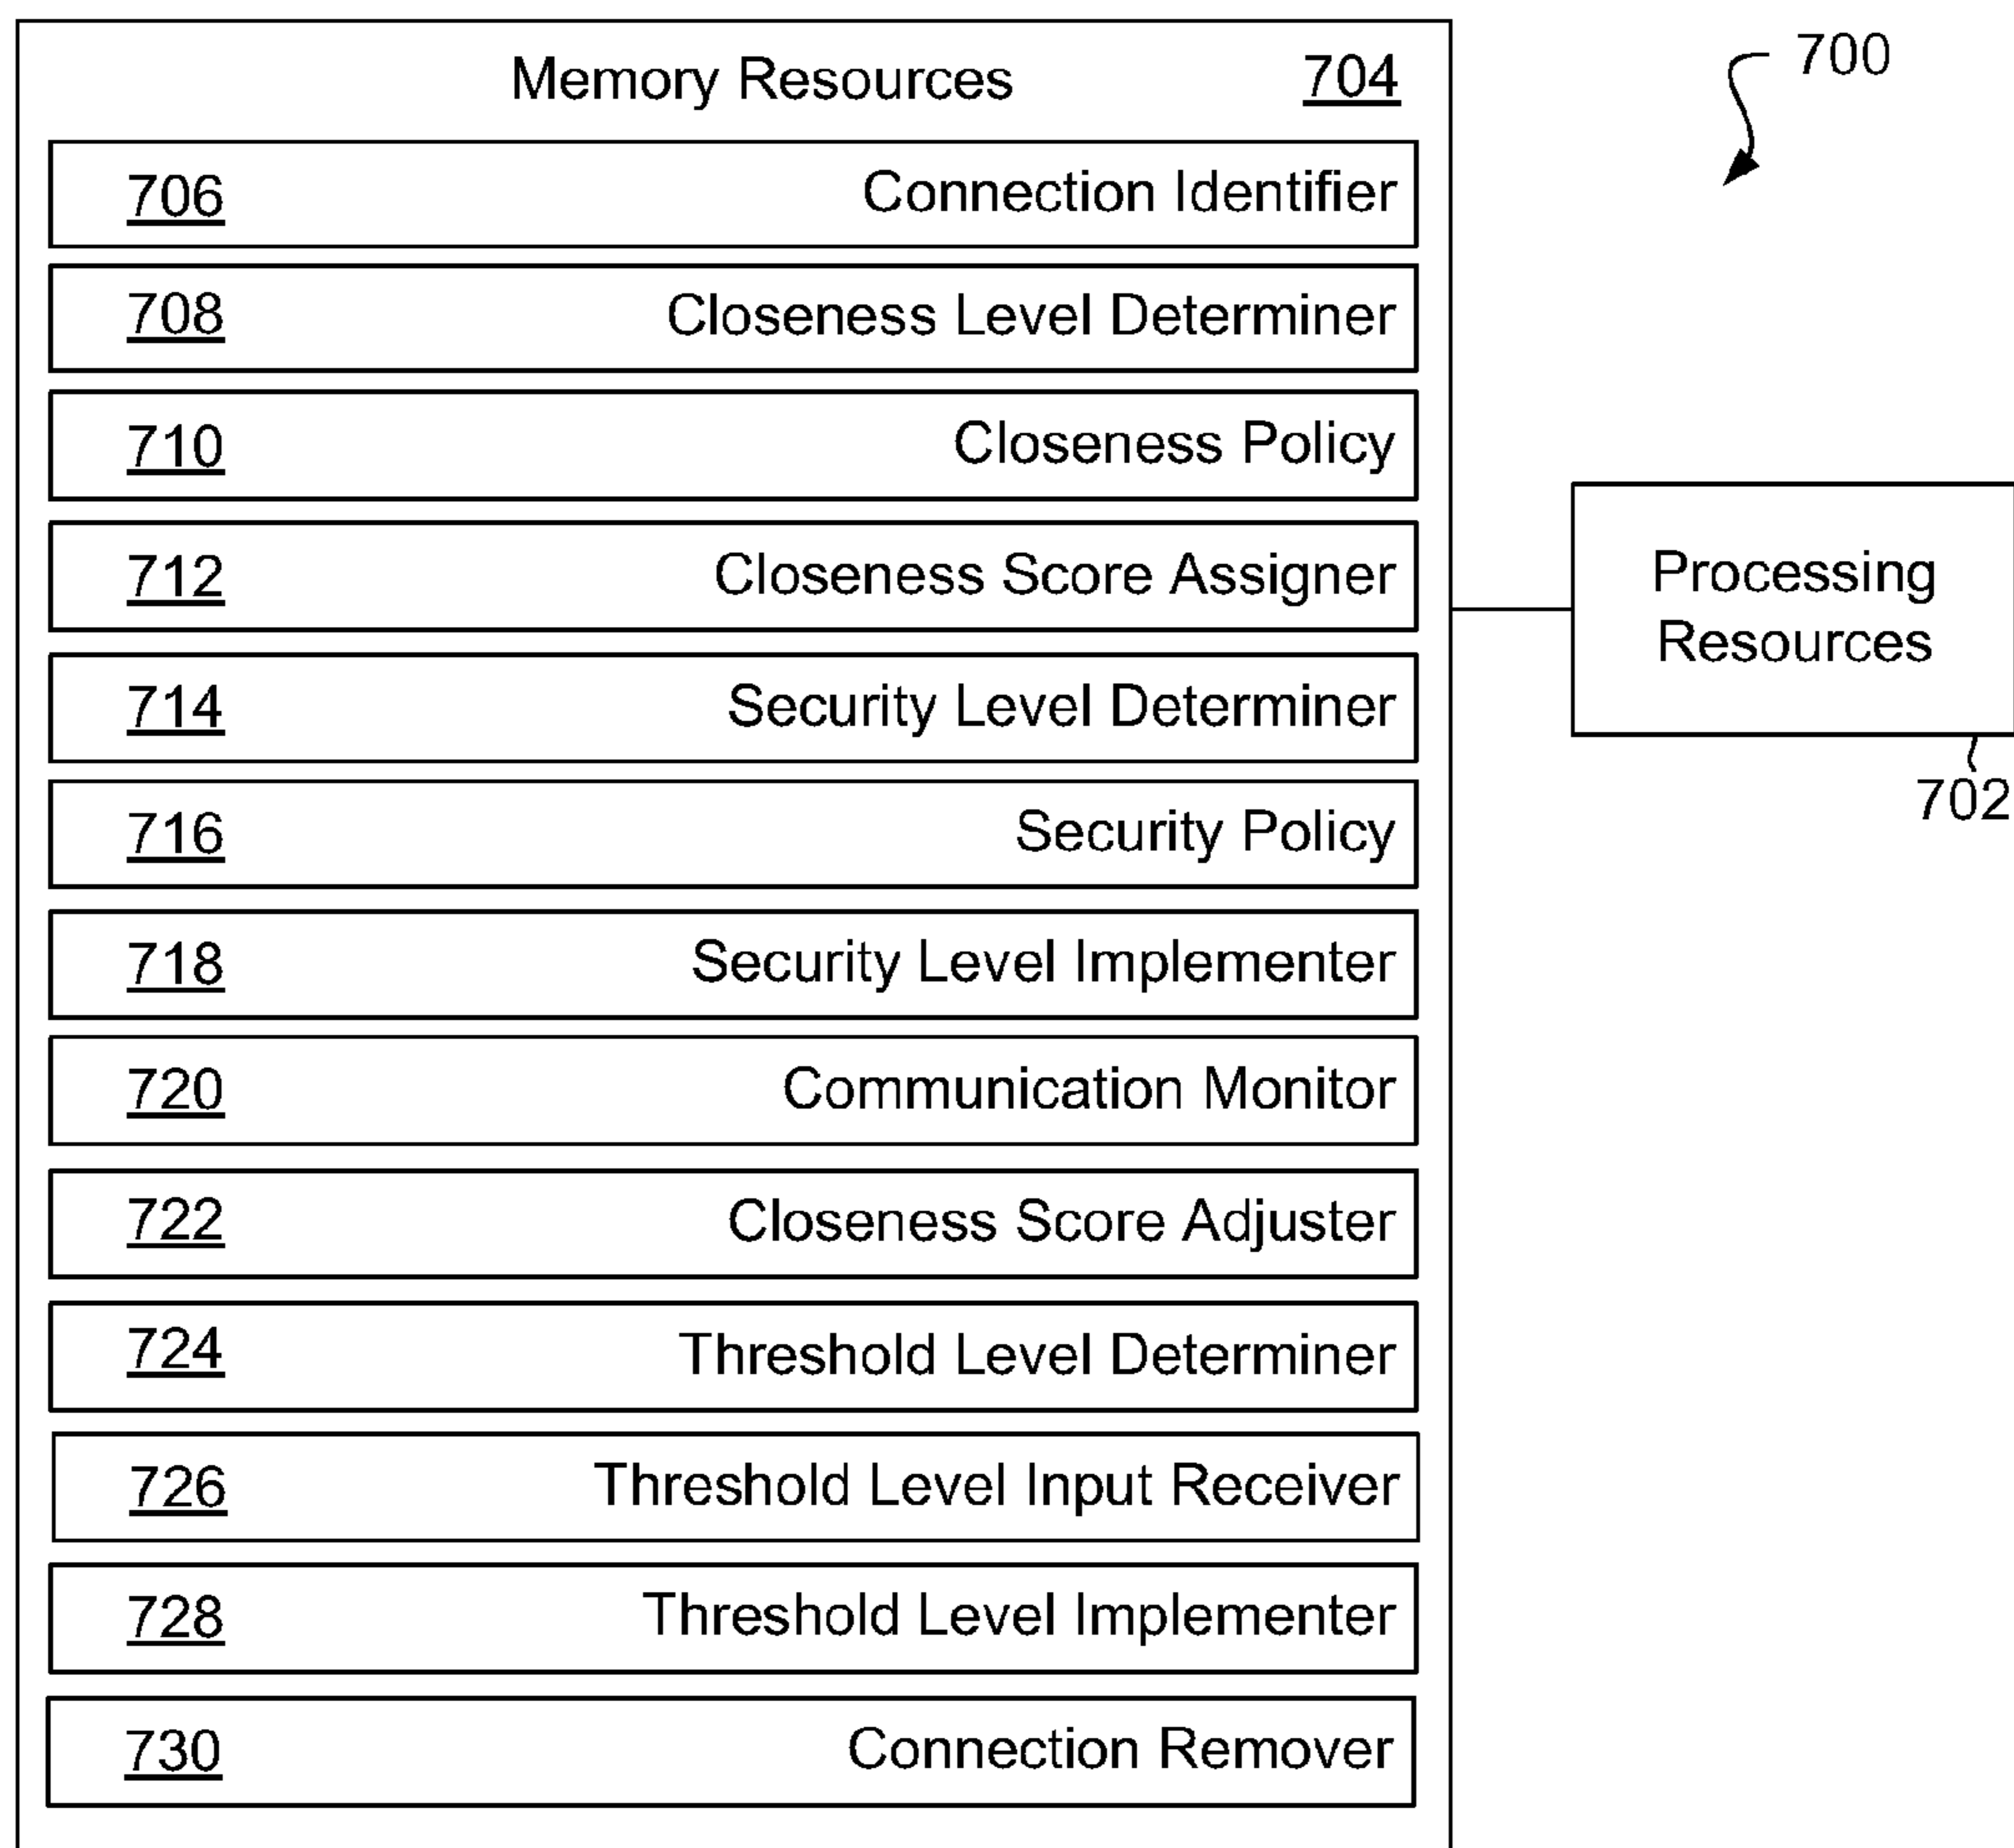 Memory Resources 704
700
706 Connection Identifier
708 Closeness Level Determiner
710 Closeness Policy
712 Closeness Score Assigner
714 Security Level Determiner
716 Security Policy
718 Security Level Implementer
720 Communication Monitor
722 Closeness Score Adjuster
724 Threshold Level Determiner
726 Threshold Level Input Receiver
728 Threshold Level Implementer
730 Connection Remover
Processing
Resources
702